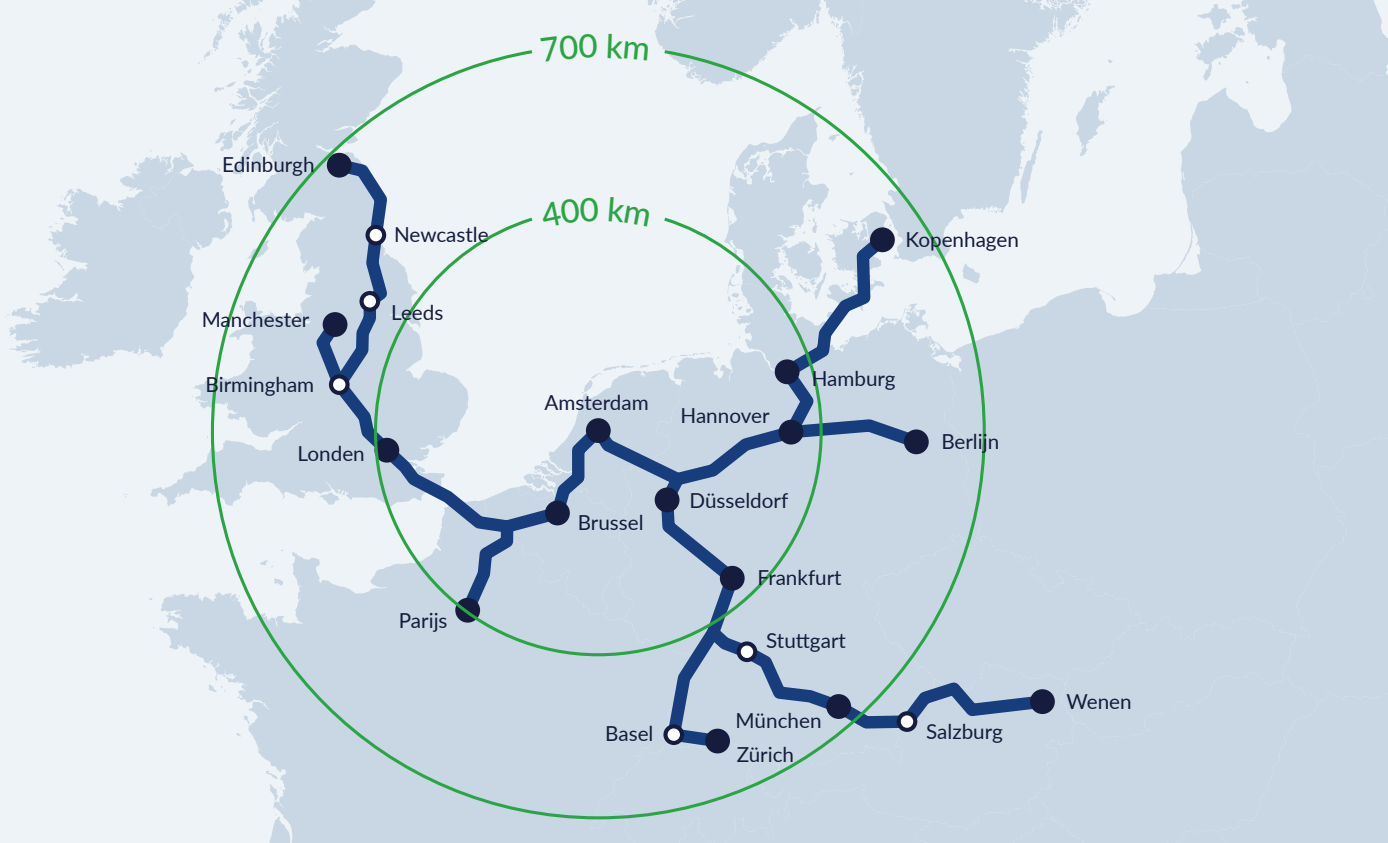 700 km
Edinburgh
400 km
Newcastle
Kopenhagen
Leeds
Manchester
Birmingham
Hamburg
Amsterdam
Hannover
Berlijn
Londen
Düsseldorf
Brussel
Frankfurt
Parijs
Stuttgart
Wenen
München
Basel
Salzburg
Zürich